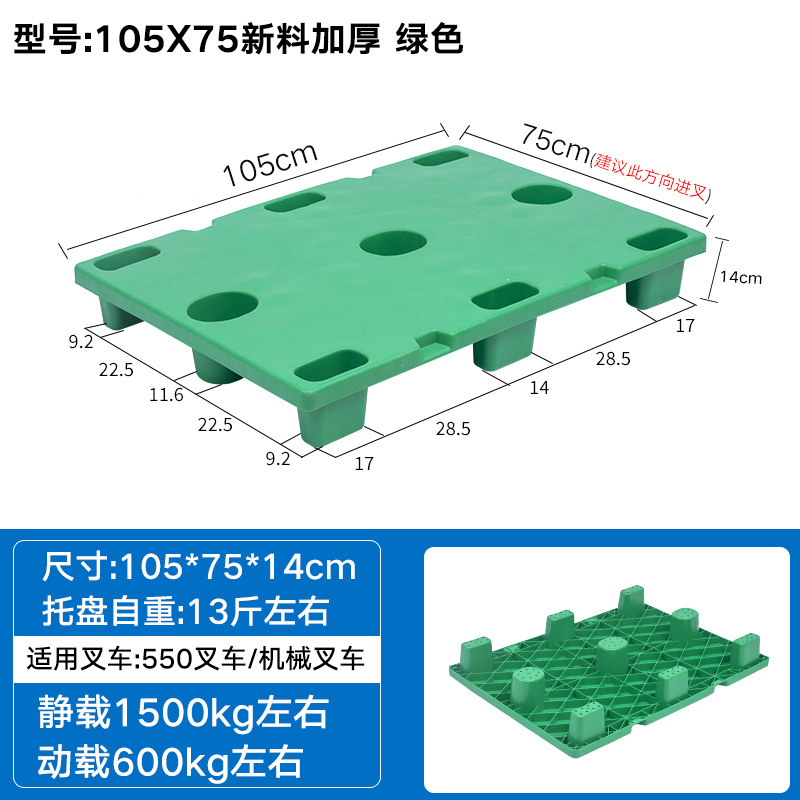 型号:105X75新料加厚 绿色
105cm
75cm(建议此方向进叉)
14cm
9.2
22.5
11.6
22.5
9.2
17
28.5
14
28.5
17
尺寸:105*75*14cm
托盘自重:13斤左右
适用叉车:550叉车/机械叉车
静载1500kg左右
动载600kg左右